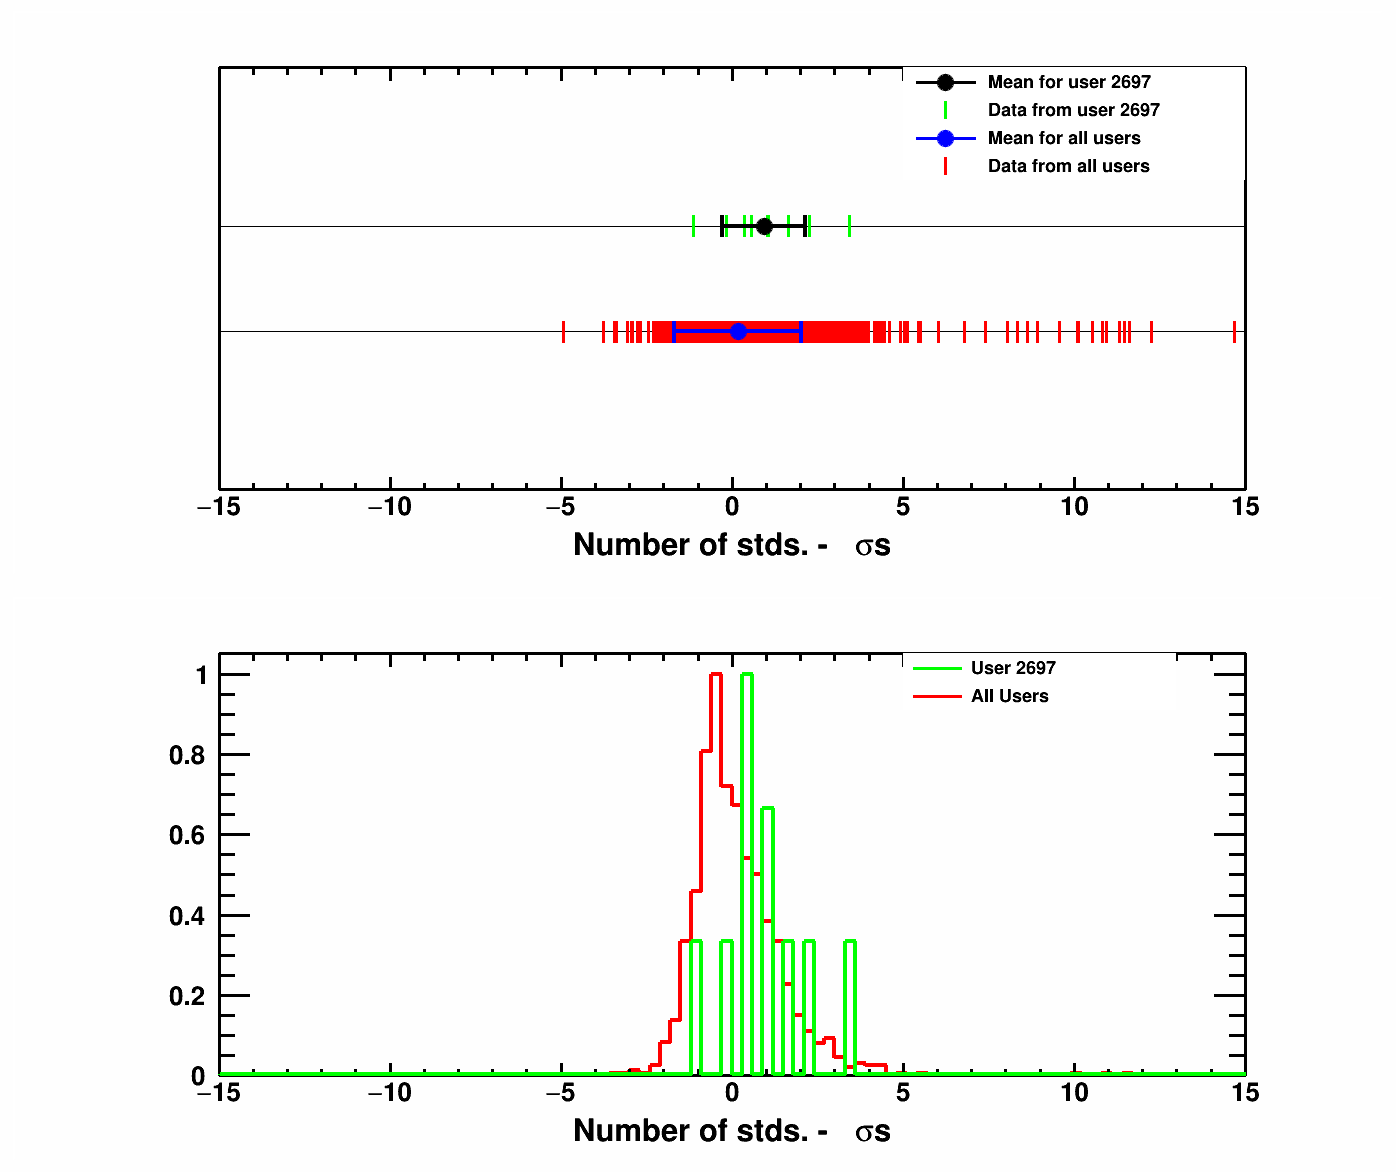 Mean for user 2697
Data from user 2697
Mean for all users
Data from all users
−15 −10 −5 0 5 10 15
Number of stds. - σs
User 2697
All Users
1
0.8
0.6
0.4
0.2
0
−15 −10 −5 0 5 10 15
Number of stds. - σs